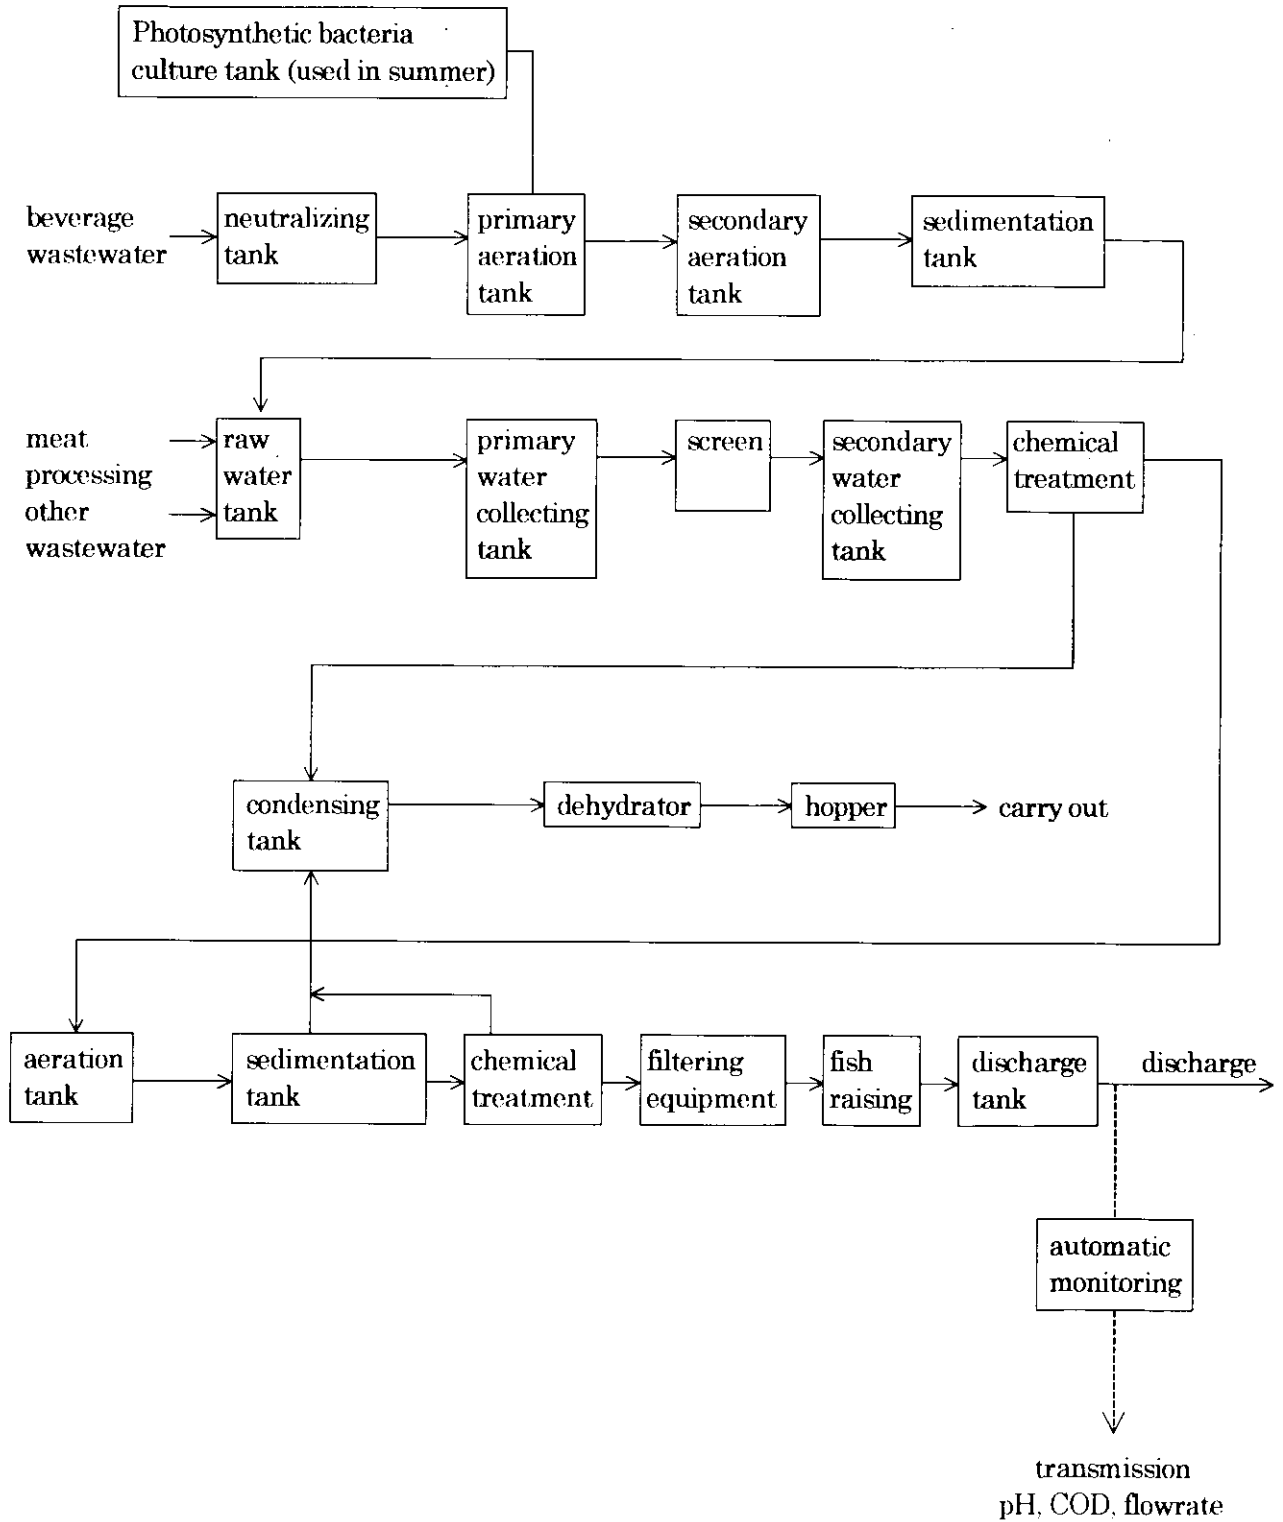 Photosynthetic bacteria
culture tank (used in summer)
beverage
wastewater
neutralizing
tank
primary
aeration
tank
secondary
aeration
tank
sedimentation
tank
meat
processing
other
wastewater
raw
water
tank
primary
water
collecting
tank
screen
secondary
water
collecting
tank
chemical
treatment
condensing
tank
dehydrator
hopper
carry out
aeration
tank
sedimentation
tank
chemical
treatment
filtering
equipment
fish
raising
discharge
tank
discharge
automatic
monitoring
transmission
pH, COD, flowrate